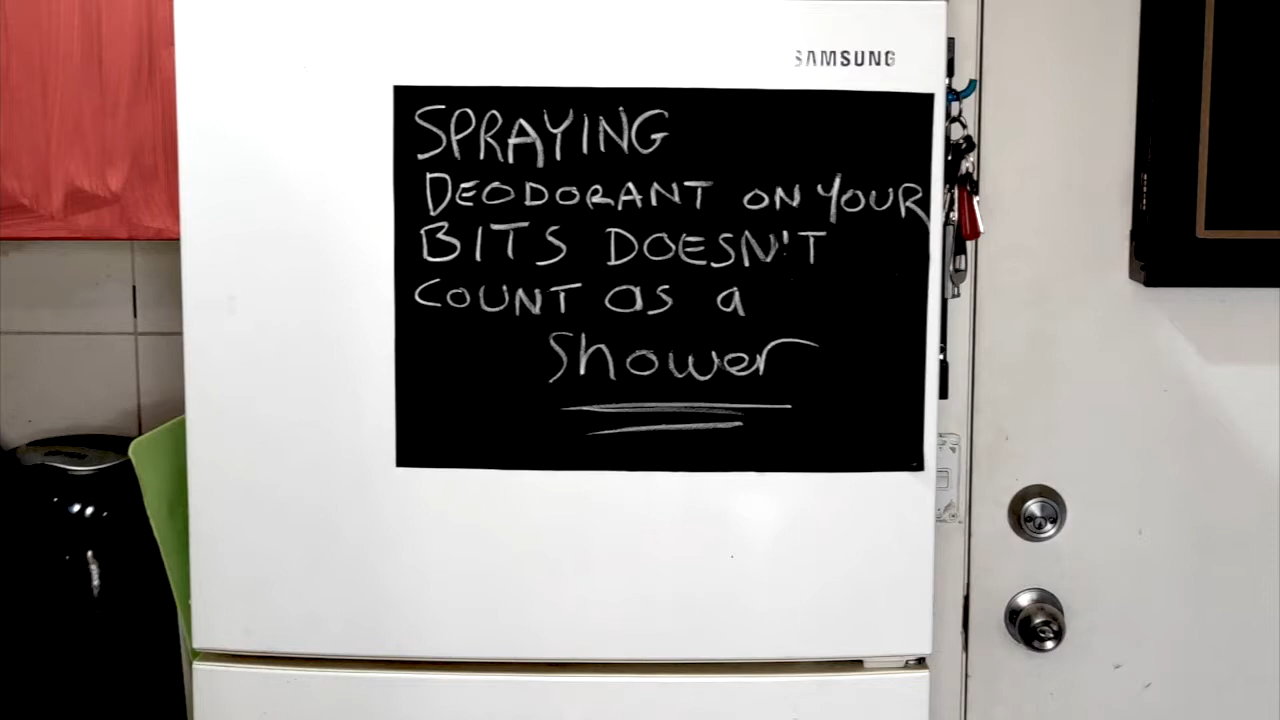 SAMSUNG
SPRAYING
DEODORANT ON YOUR
BITS DOESN'T
COUNT as a
Shower